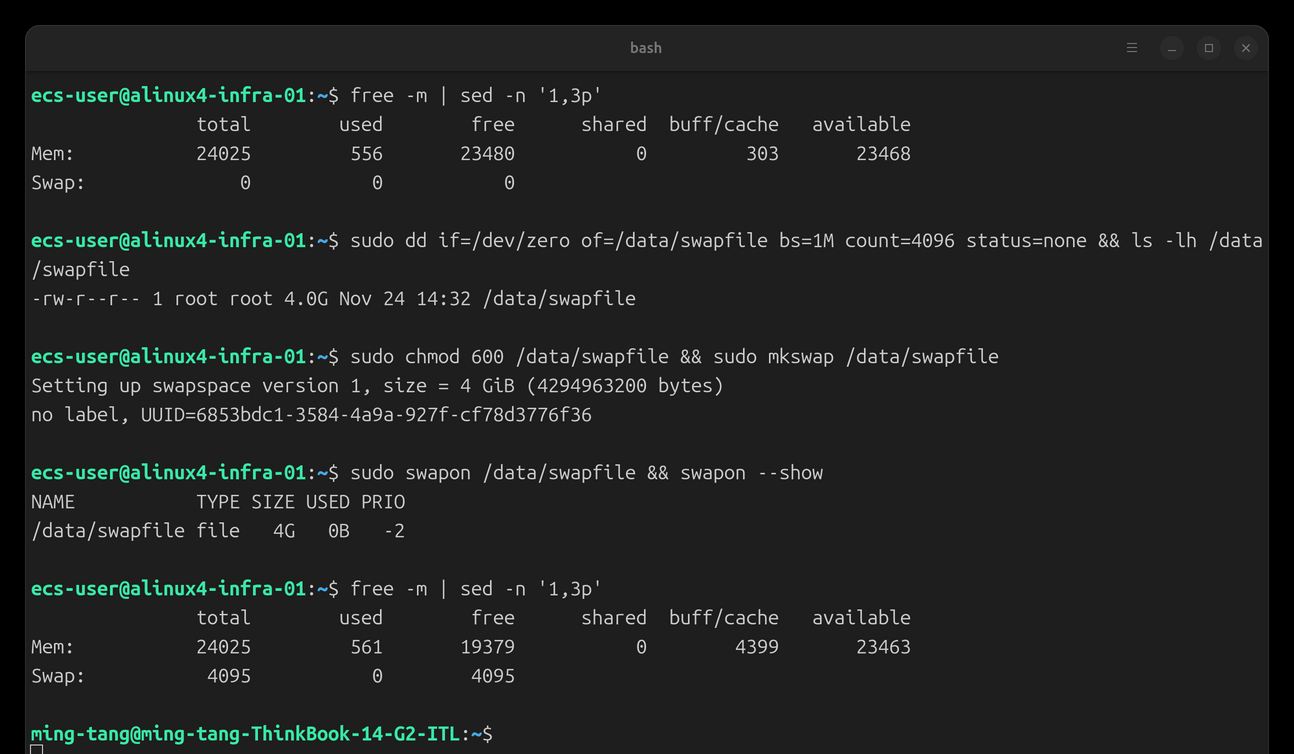 bash
ecs-user@alinux4-infra-01:~$ free -m | sed -n '1,3p'
               total        used        free      shared  buff/cache   available
Mem:           24025         556       23480           0         303       23468
Swap:              0           0           0
ecs-user@alinux4-infra-01:~$ sudo dd if=/dev/zero of=/data/swapfile bs=1M count=4096 status=none && ls -lh /data
/swapfile
-rw-r--r-- 1 root root 4.0G Nov 24 14:32 /data/swapfile
ecs-user@alinux4-infra-01:~$ sudo chmod 600 /data/swapfile && sudo mkswap /data/swapfile
Setting up swapspace version 1, size = 4 GiB (4294963200 bytes)
no label, UUID=6853bdc1-3584-4a9a-927f-cf78d3776f36
ecs-user@alinux4-infra-01:~$ sudo swapon /data/swapfile && swapon --show
NAME           TYPE SIZE USED PRIO
/data/swapfile file   4G   0B   -2
ecs-user@alinux4-infra-01:~$ free -m | sed -n '1,3p'
               total        used        free      shared  buff/cache   available
Mem:           24025         561       19379           0        4399       23463
Swap:           4095           0        4095
ming-tang@ming-tang-ThinkBook-14-G2-ITL:~$